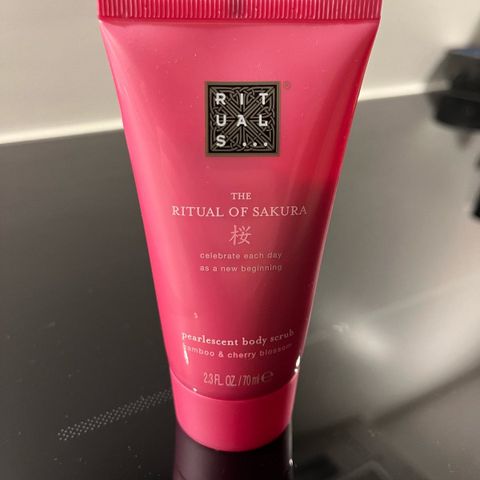 RIT
UAL
S...
®
THE
RITUAL OF SAKURA
桜
celebrate each day
as a new beginning
pearlescent body scrub
bamboo & cherry blossom
2.3 FL. OZ. / 70 ml ℮